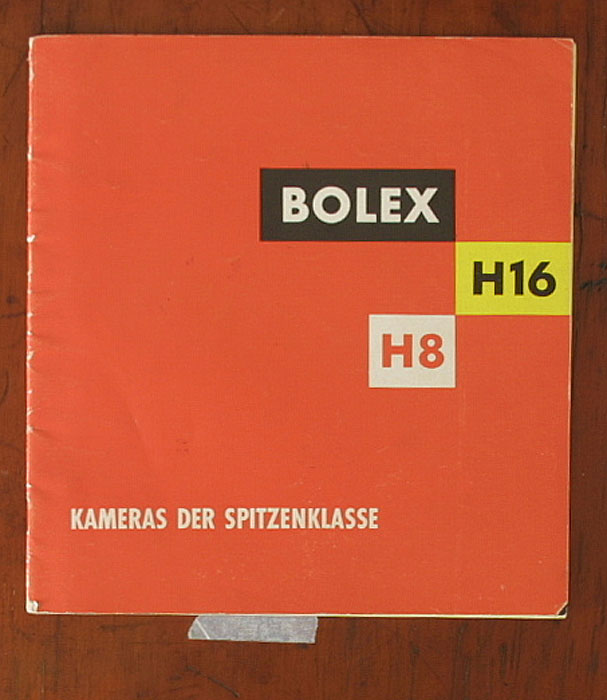 BOLEX
H16
H8
KAMERAS DER SPITZENKLASSE